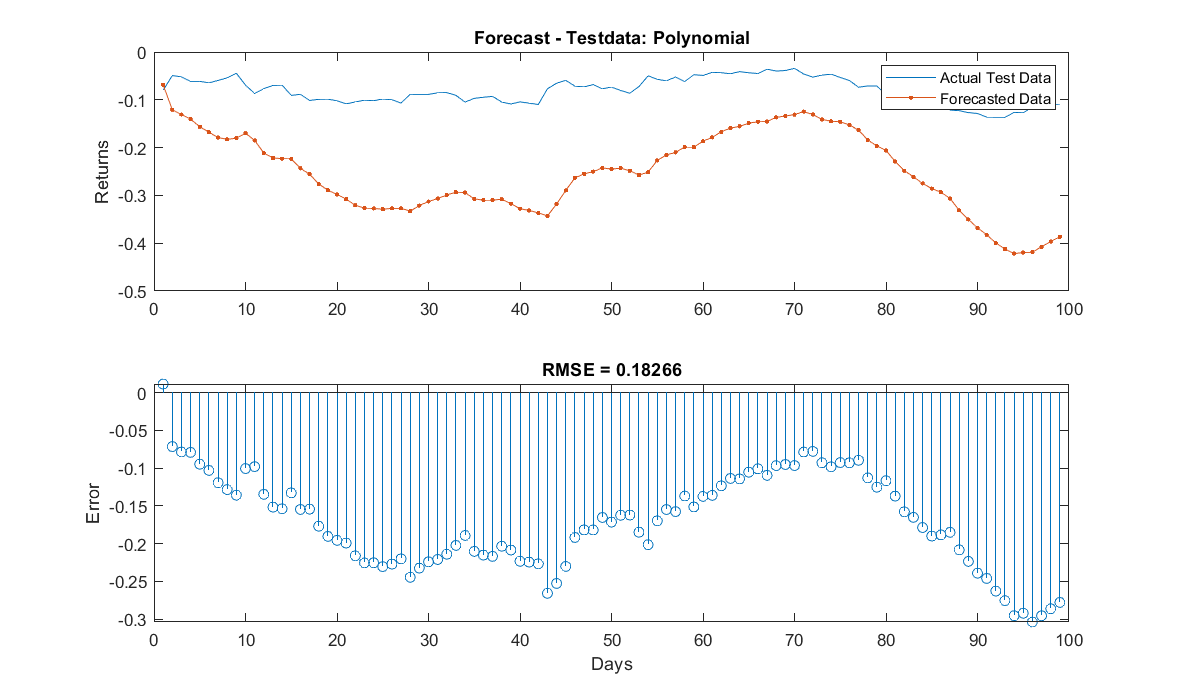 Forecast - Testdata: Polynomial
0
-0.1
-0.2
-0.3
-0.4
-0.5
Returns
Actual Test Data
Forecasted Data
0 10 20 30 40 50 60 70 80 90 100
RMSE = 0.18266
0
-0.05
-0.1
-0.15
-0.2
-0.25
-0.3
Error
0 10 20 30 40 50 60 70 80 90 100
Days